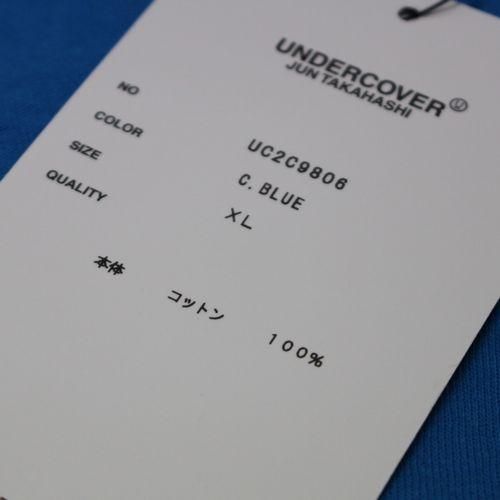 UNDERCOVER
JUN TAKAHASHI
NO UC2C9806
COLOR C.BLUE
SIZE XL
QUALITY
本体 コットン 100%